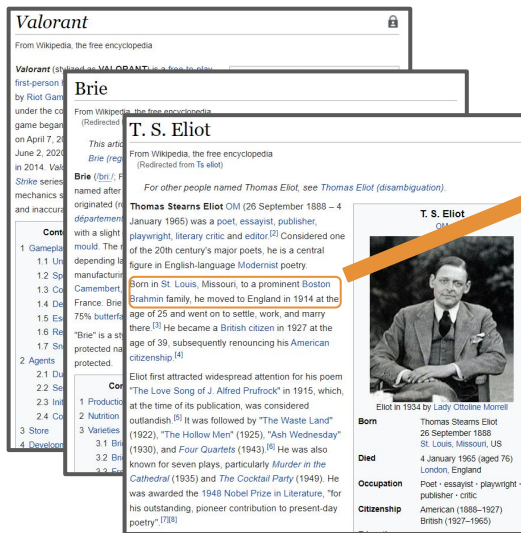 Valorant
From Wikipedia, the free encyclopedia
Valorant (stylized as VALORANT) is a free-to-play
first-person
by Riot Gam
under the co
game began
on April 7, 20
June 2, 2020
in 2014. Valo
Strike series
mechanics s
and inaccura
Conte
1 Gamepla
1.1 Un
1.2 Sp
1.3 Co
1.4 De
1.5 Es
1.6 Re
1.7 Sn
2 Agents
2.1 Du
2.2 Se
2.3 Init
2.4 Co
3 Store
4 Developm
Brie
From Wikipedia, the free encyclopedia
(Redirected
This artic
Brie (reg
Brie (/briː/; F
named after
originated (r
département
with a slight
mould. The r
depending la
manufacturin
Camembert,
France. Brie
75% butterfa
"Brie" is a sty
protected na
protected.
Con
1 Productio
2 Nutrition
3 Varieties
3.1 Brie
3.2 Brie
T. S. Eliot
From Wikipedia, the free encyclopedia
(Redirected from Ts eliot)
For other people named Thomas Eliot, see Thomas Eliot (disambiguation).
Thomas Stearns Eliot OM (26 September 1888 – 4
January 1965) was a poet, essayist, publisher,
playwright, literary critic and editor.[2] Considered one
of the 20th century's major poets, he is a central
figure in English-language Modernist poetry.
Born in St. Louis, Missouri, to a prominent Boston
Brahmin family, he moved to England in 1914 at the
age of 25 and went on to settle, work, and marry
there.[3] He became a British citizen in 1927 at the
age of 39, subsequently renouncing his American
citizenship.[4]
Eliot first attracted widespread attention for his poem
"The Love Song of J. Alfred Prufrock" in 1915, which,
at the time of its publication, was considered
outlandish.[5] It was followed by "The Waste Land"
(1922), "The Hollow Men" (1925), "Ash Wednesday"
(1930), and Four Quartets (1943).[6] He was also
known for seven plays, particularly Murder in the
Cathedral (1935) and The Cocktail Party (1949). He
was awarded the 1948 Nobel Prize in Literature, "for
his outstanding, pioneer contribution to present-day
poetry".[7][8]
T. S. Eliot
OM
Eliot in 1934 by Lady Ottoline Morrell
Born Thomas Stearns Eliot
26 September 1888
St. Louis, Missouri, US
Died 4 January 1965 (aged 76)
London, England
Occupation Poet · essayist · playwright ·
publisher · critic
Citizenship American (1888–1927)
British (1927–1965)